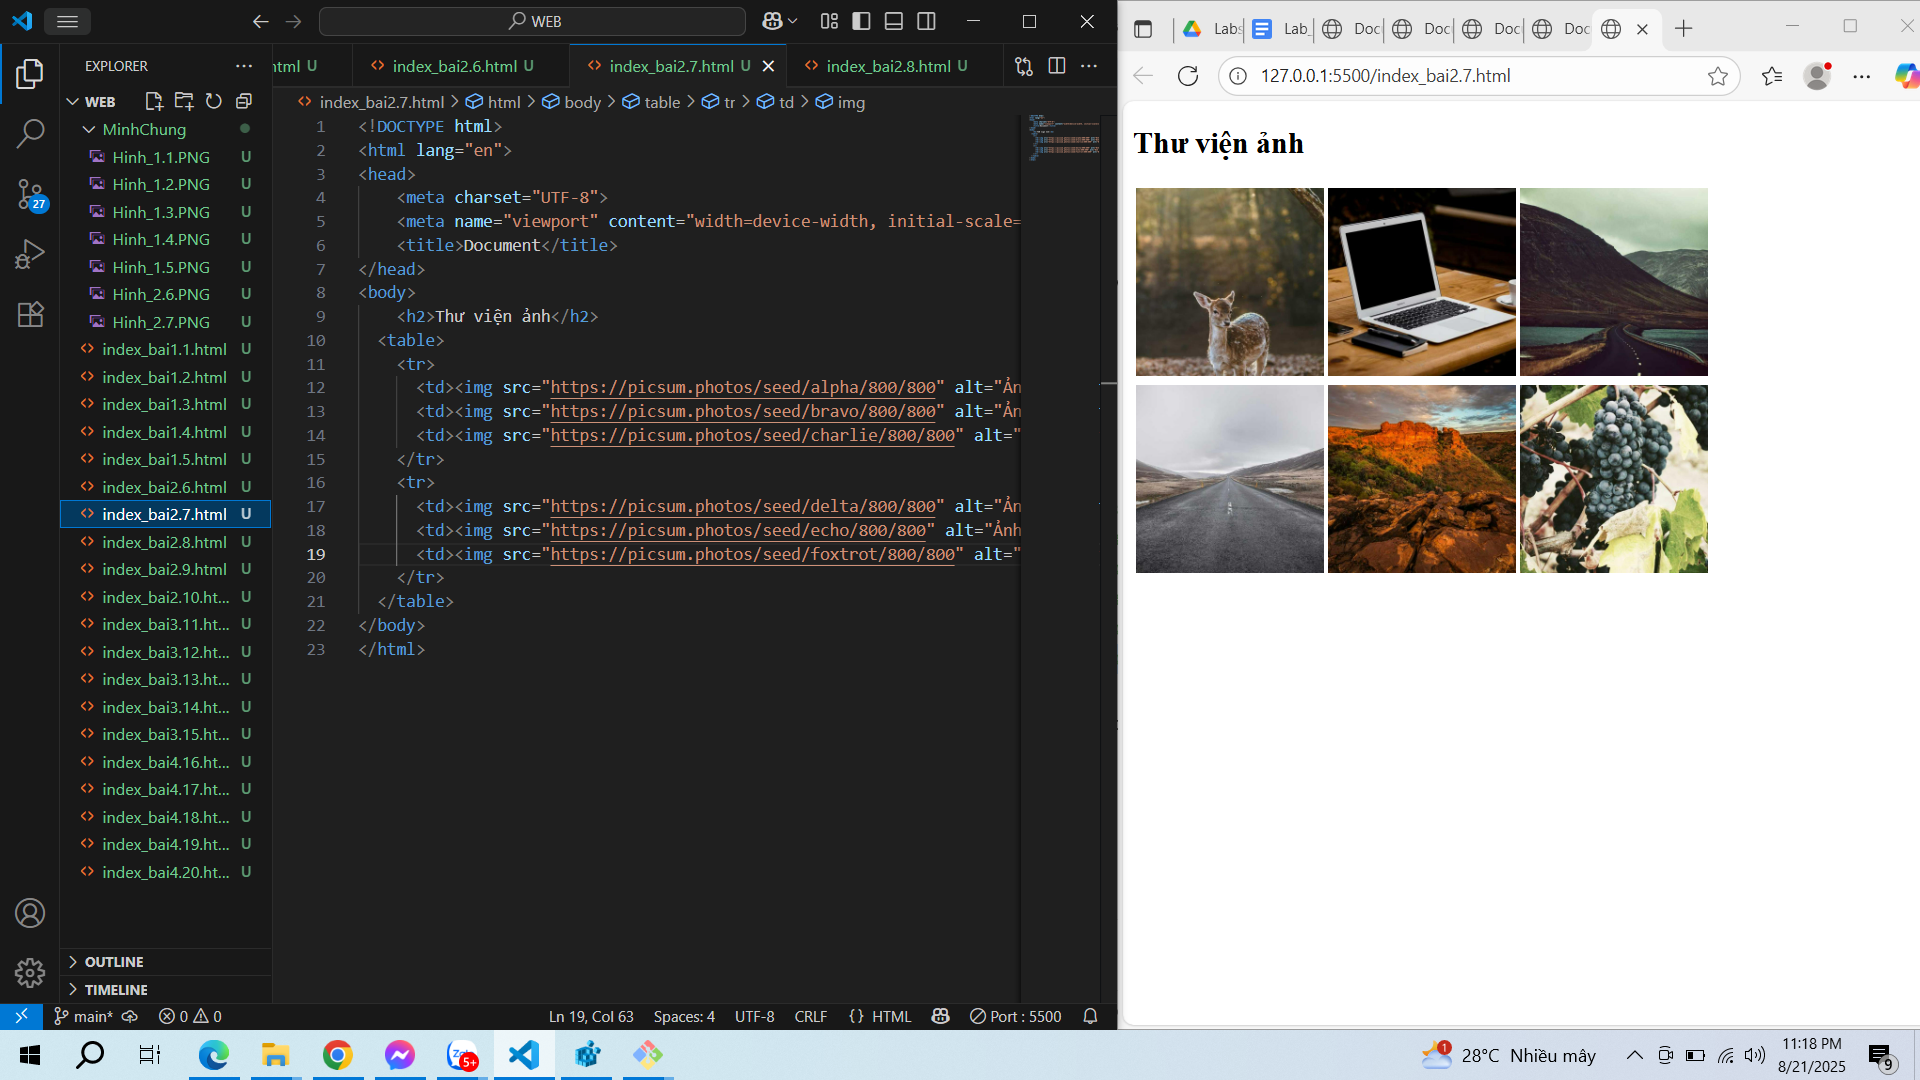 WEB
EXPLORER
WEB
MinhChung
Hinh_1.1.PNG U
Hinh_1.2.PNG U
Hinh_1.3.PNG U
Hinh_1.4.PNG U
Hinh_1.5.PNG U
Hinh_2.6.PNG U
Hinh_2.7.PNG U
index_bai1.1.html U
index_bai1.2.html U
index_bai1.3.html U
index_bai1.4.html U
index_bai1.5.html U
index_bai2.6.html U
index_bai2.7.html U
index_bai2.8.html U
index_bai2.9.html U
index_bai2.10.ht... U
index_bai3.11.ht... U
index_bai3.12.ht... U
index_bai3.13.ht... U
index_bai3.14.ht... U
index_bai3.15.ht... U
index_bai4.16.ht... U
index_bai4.17.ht... U
index_bai4.18.ht... U
index_bai4.19.ht... U
index_bai4.20.ht... U
OUTLINE
TIMELINE
27
html U index_bai2.6.html U index_bai2.7.html U index_bai2.8.html U
index_bai2.7.html > html > body > table > tr > td > img
1 <!DOCTYPE html>
2 <html lang="en">
3 <head>
4 <meta charset="UTF-8">
5 <meta name="viewport" content="width=device-width, initial-scale=
6 <title>Document</title>
7 </head>
8 <body>
9 <h2>Thư viện ảnh</h2>
10 <table>
11 <tr>
12 <td><img src="https://picsum.photos/seed/alpha/800/800" alt="Ản
13 <td><img src="https://picsum.photos/seed/bravo/800/800" alt="Ản
14 <td><img src="https://picsum.photos/seed/charlie/800/800" alt="
15 </tr>
16 <tr>
17 <td><img src="https://picsum.photos/seed/delta/800/800" alt="Ản
18 <td><img src="https://picsum.photos/seed/echo/800/800" alt="Ảnh
19 <td><img src="https://picsum.photos/seed/foxtrot/800/800" alt="
20 </tr>
21 </table>
22 </body>
23 </html>
main* 0 0 Ln 19, Col 63 Spaces: 4 UTF-8 CRLF {} HTML Port : 5500
Labs Lab_ Doc Doc Doc Doc
127.0.0.1:5500/index_bai2.7.html
Thư viện ảnh
5+
1 28°C Nhiều mây
11:18 PM
8/21/2025
9